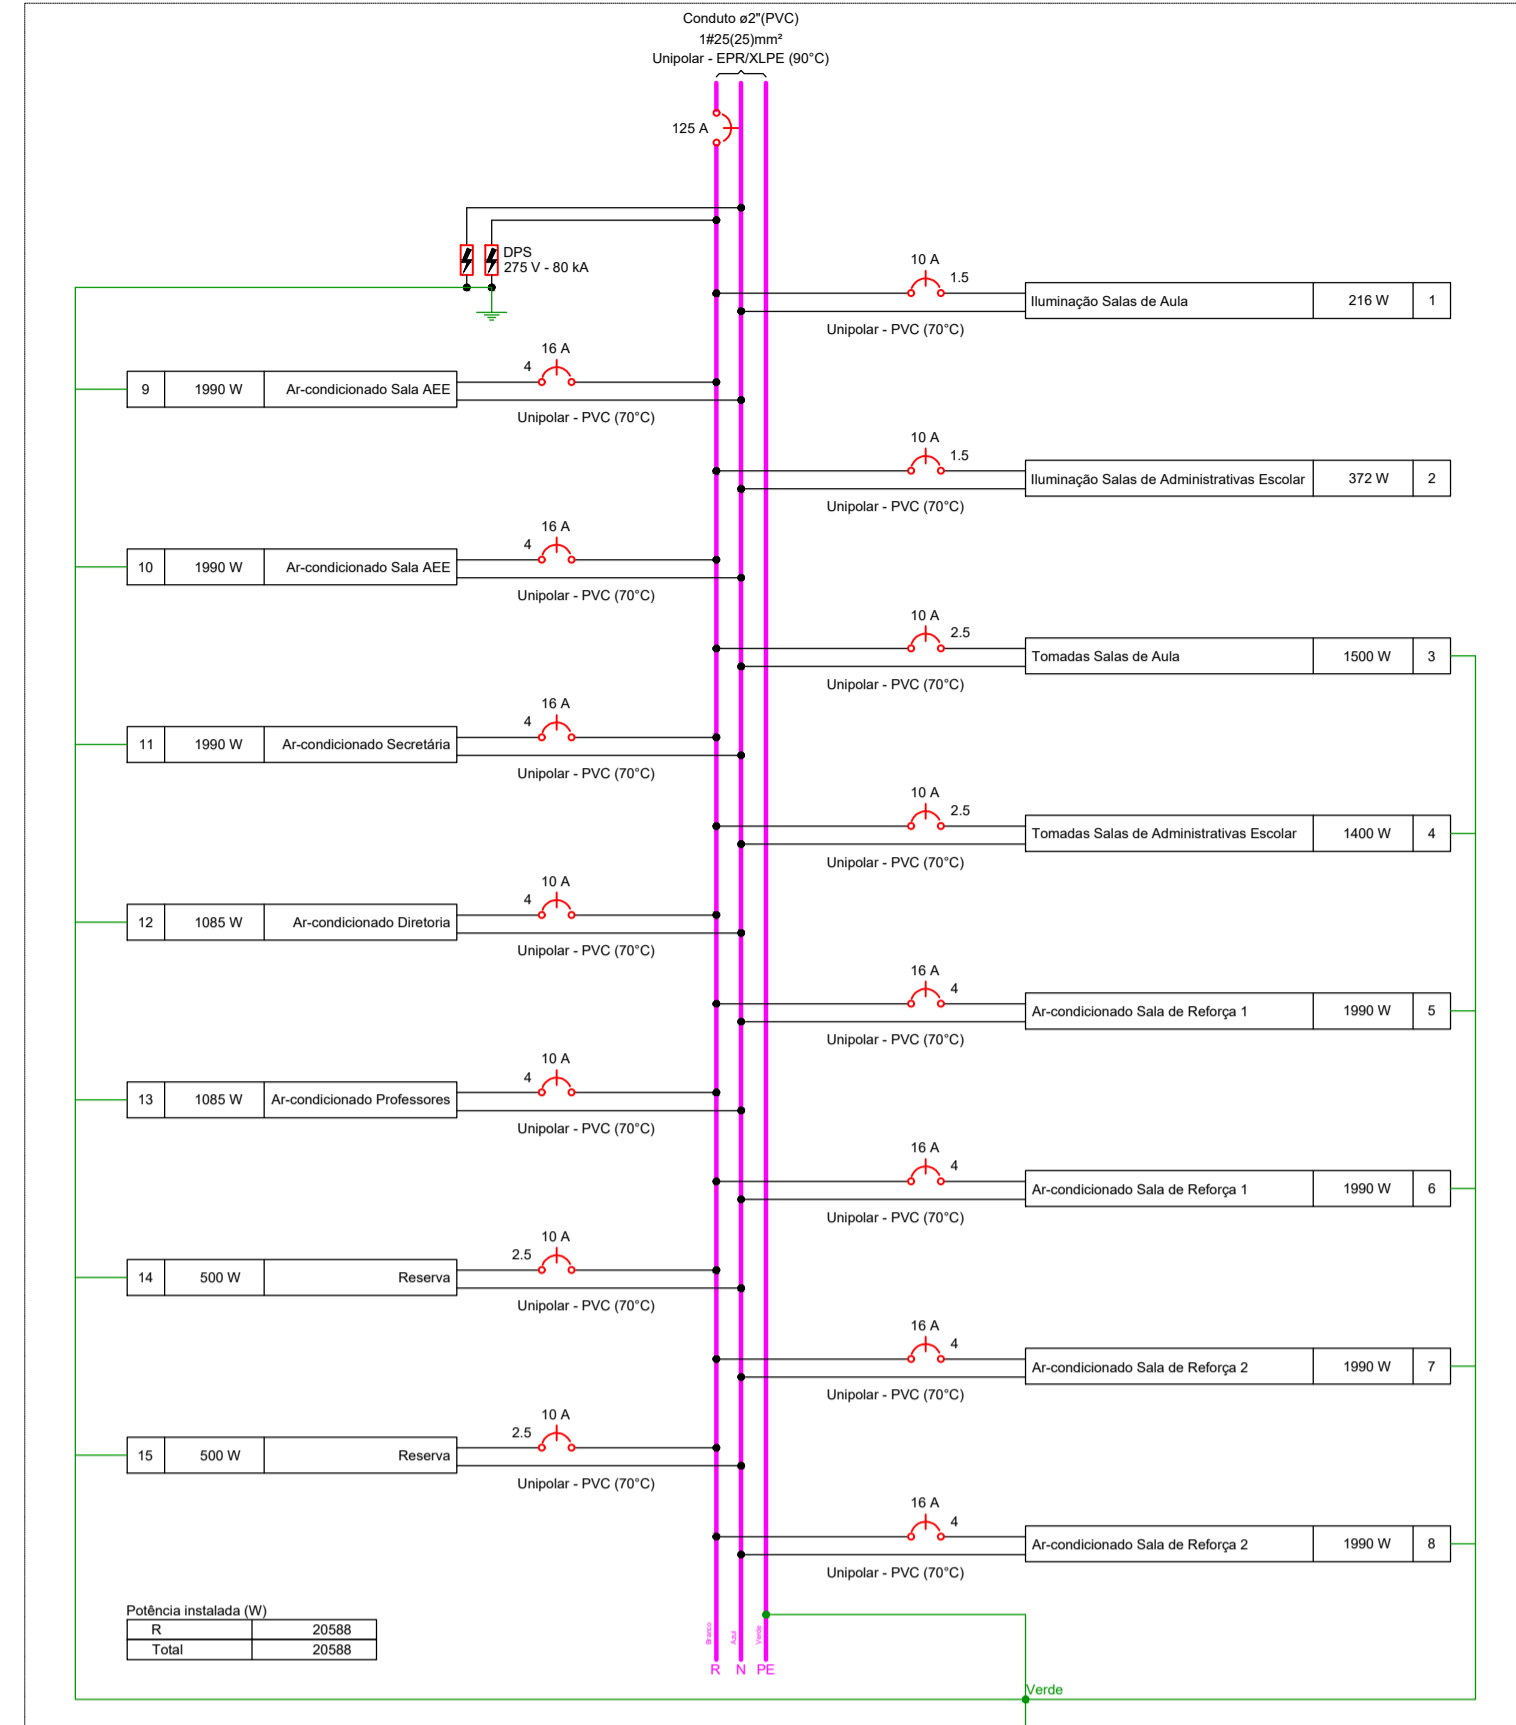 Conduto ø2"(PVC)
1#25(25)mm²
Unipolar - EPR/XLPE (90°C)
125 A
DPS
275 V - 80 kA
10 A
1.5
Iluminação Salas de Aula 216 W 1
Unipolar - PVC (70°C)
16 A
4
9 1990 W Ar-condicionado Sala AEE
Unipolar - PVC (70°C)
10 A
1.5
Iluminação Salas de Administrativas Escolar 372 W 2
Unipolar - PVC (70°C)
16 A
4
10 1990 W Ar-condicionado Sala AEE
Unipolar - PVC (70°C)
10 A
2.5
Tomadas Salas de Aula 1500 W 3
Unipolar - PVC (70°C)
16 A
4
11 1990 W Ar-condicionado Secretária
Unipolar - PVC (70°C)
10 A
2.5
Tomadas Salas de Administrativas Escolar 1400 W 4
Unipolar - PVC (70°C)
10 A
4
12 1085 W Ar-condicionado Diretoria
Unipolar - PVC (70°C)
16 A
4
Ar-condicionado Sala de Reforça 1 1990 W 5
Unipolar - PVC (70°C)
10 A
4
13 1085 W Ar-condicionado Professores
Unipolar - PVC (70°C)
16 A
4
Ar-condicionado Sala de Reforça 1 1990 W 6
Unipolar - PVC (70°C)
10 A
2.5
14 500 W Reserva
Unipolar - PVC (70°C)
16 A
4
Ar-condicionado Sala de Reforça 2 1990 W 7
Unipolar - PVC (70°C)
10 A
2.5
15 500 W Reserva
Unipolar - PVC (70°C)
16 A
4
Ar-condicionado Sala de Reforça 2 1990 W 8
Unipolar - PVC (70°C)
Potência instalada (W)
R 20588
Total 20588
Branco
Azul
Verde
R N PE
Verde